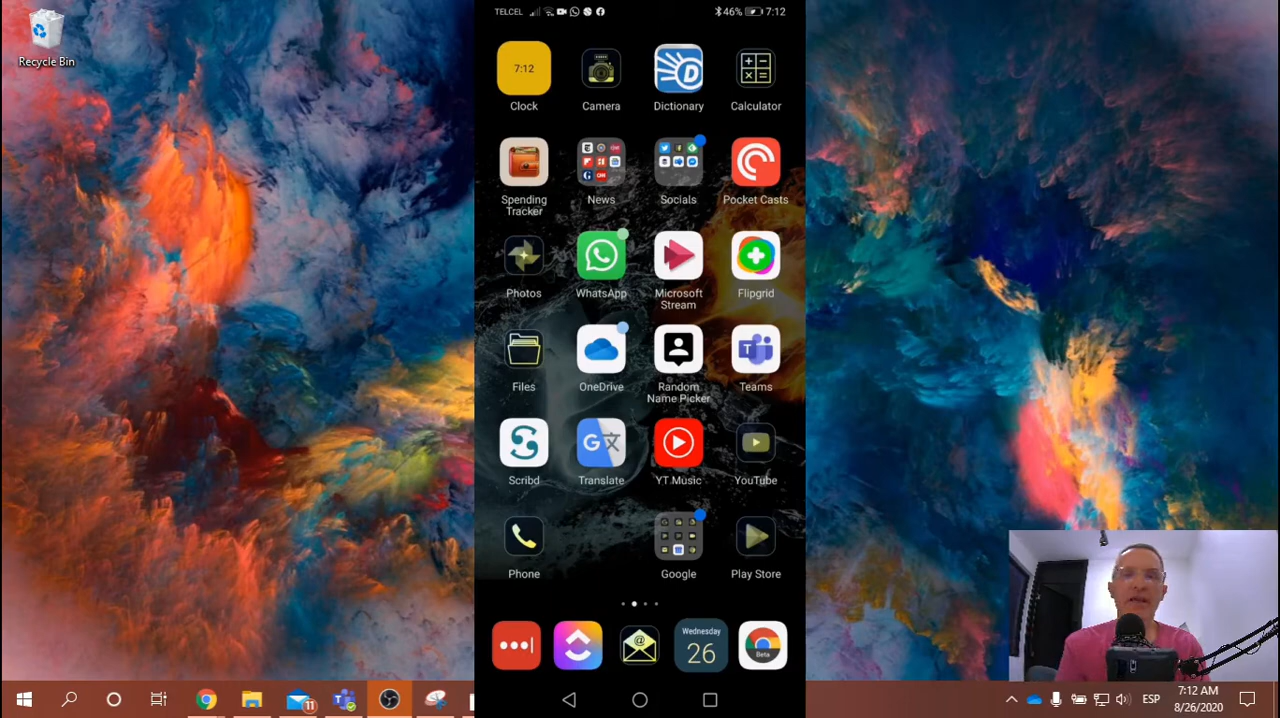 Recycle Bin
TELCEL
46% 7:12
7:12
Clock
Camera
Dictionary
Calculator
Spending
Tracker
News
Socials
Pocket Casts
Photos
WhatsApp
Microsoft
Stream
Flipgrid
Files
OneDrive
Random
Name Picker
Teams
Scribd
Translate
YT Music
YouTube
Phone
Google
Play Store
Wednesday
26
Beta
11
ESP
7:12 AM
8/26/2020